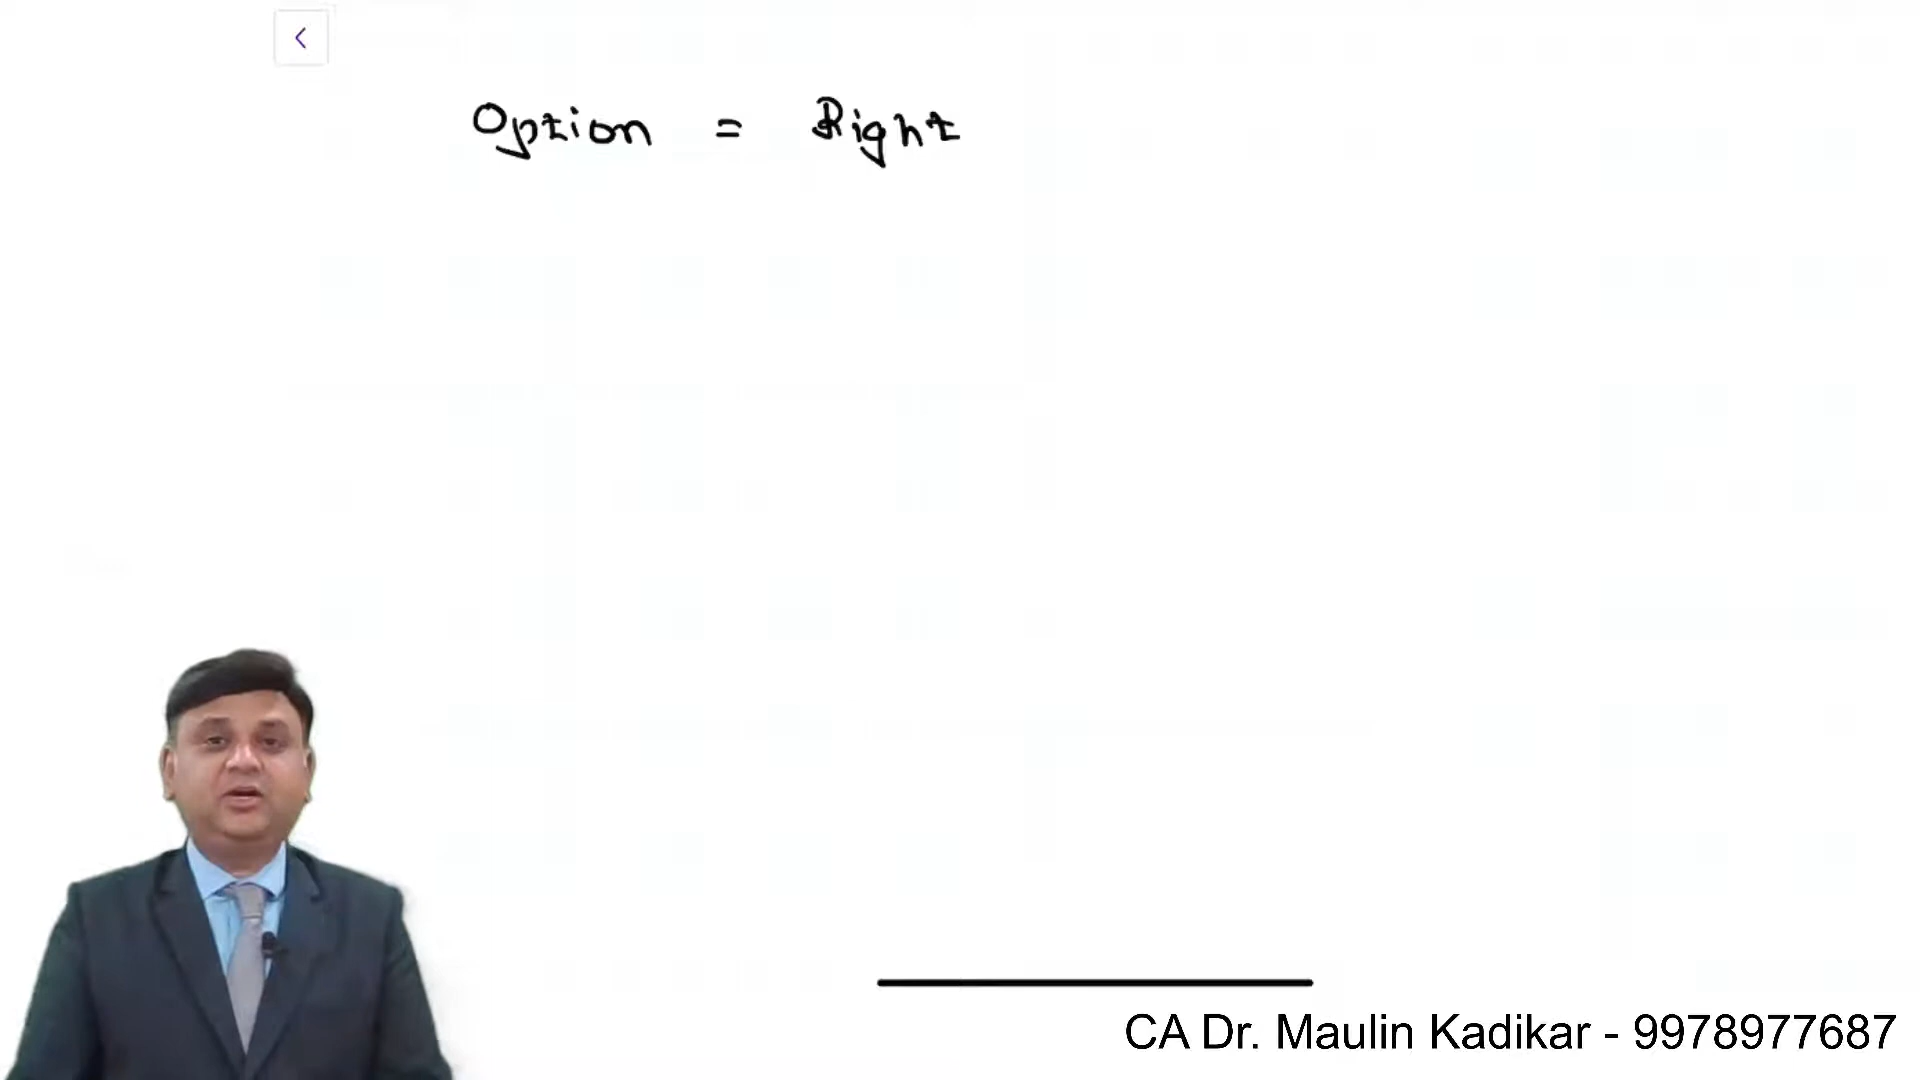 Option = Right
CA Dr. Maulin Kadikar - 9978977687